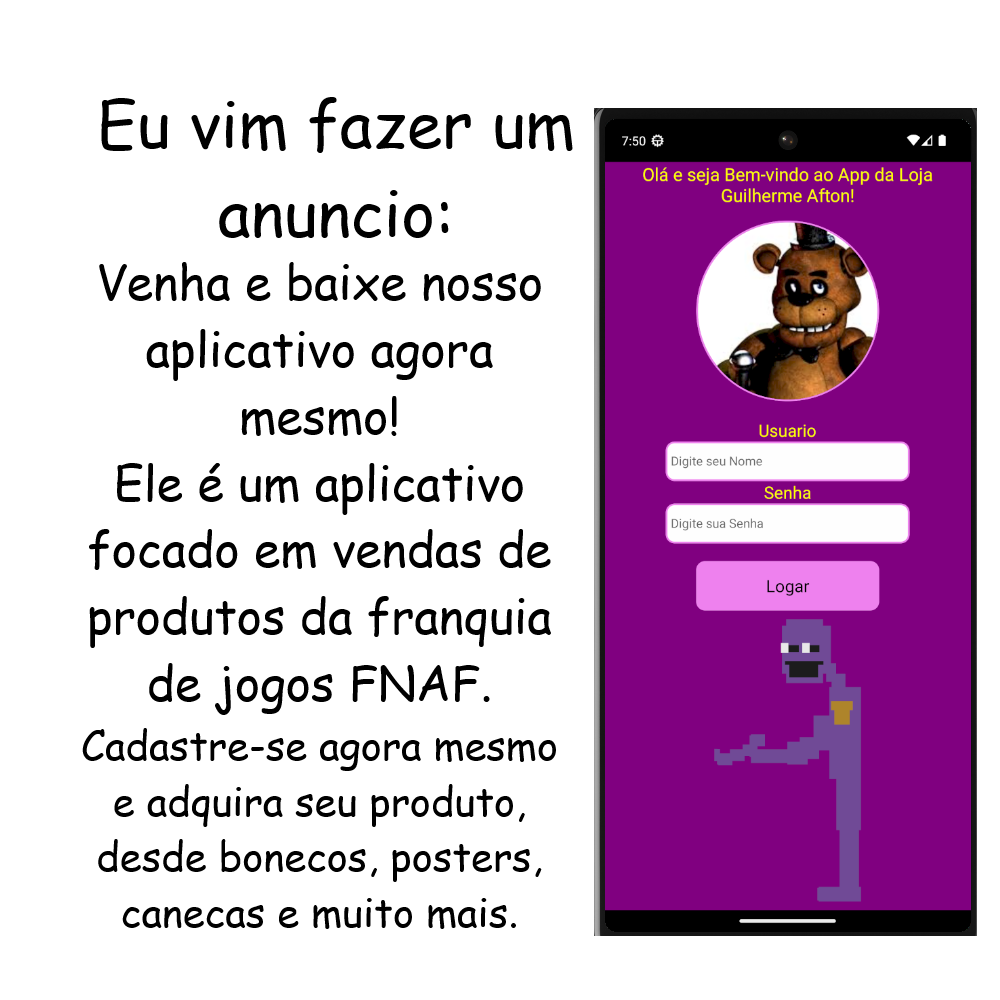 Eu vim fazer um
anuncio:
Venha e baixe nosso
aplicativo agora
mesmo!
Ele é um aplicativo
focado em vendas de
produtos da franquia
de jogos FNAF.
Cadastre-se agora mesmo
e adquira seu produto,
desde bonecos, posters,
canecas e muito mais.
7:50
Olá e seja Bem-vindo ao App da Loja
Guilherme Afton!
Usuario
Digite seu Nome
Senha
Digite sua Senha
Logar